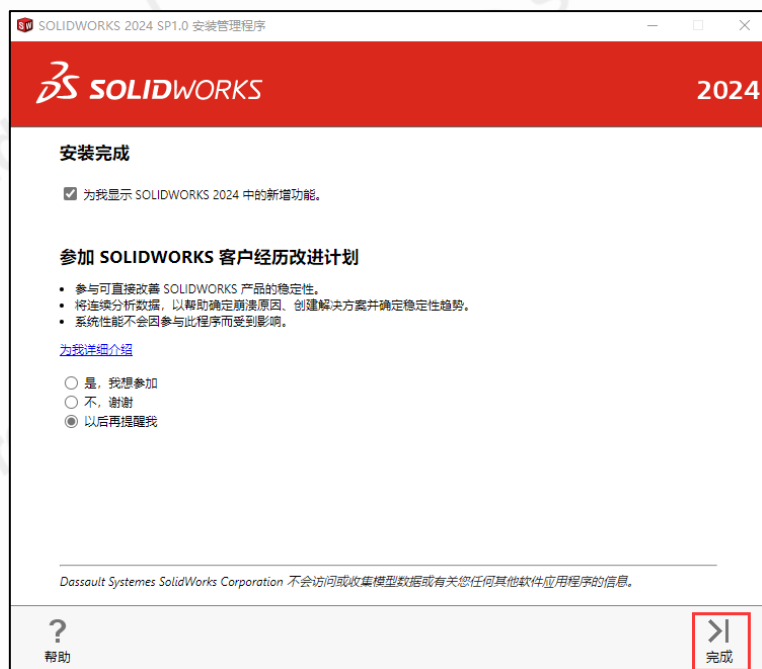 SOLIDWORKS 2024 SP1.0 安装管理程序
SOLIDWORKS
2024
安装完成
为我显示 SOLIDWORKS 2024 中的新增功能。
参加 SOLIDWORKS 客户经历改进计划
• 参与可直接改善 SOLIDWORKS 产品的稳定性。
• 将连续分析数据，以帮助确定崩溃原因、创建解决方案并确定稳定性趋势。
• 系统性能不会因参与此程序而受到影响。
为我详细介绍
是，我想参加
不，谢谢
以后再提醒我
Dassault Systemes SolidWorks Corporation 不会访问或收集模型数据或有关您任何其他软件应用程序的信息。
?
帮助
完成